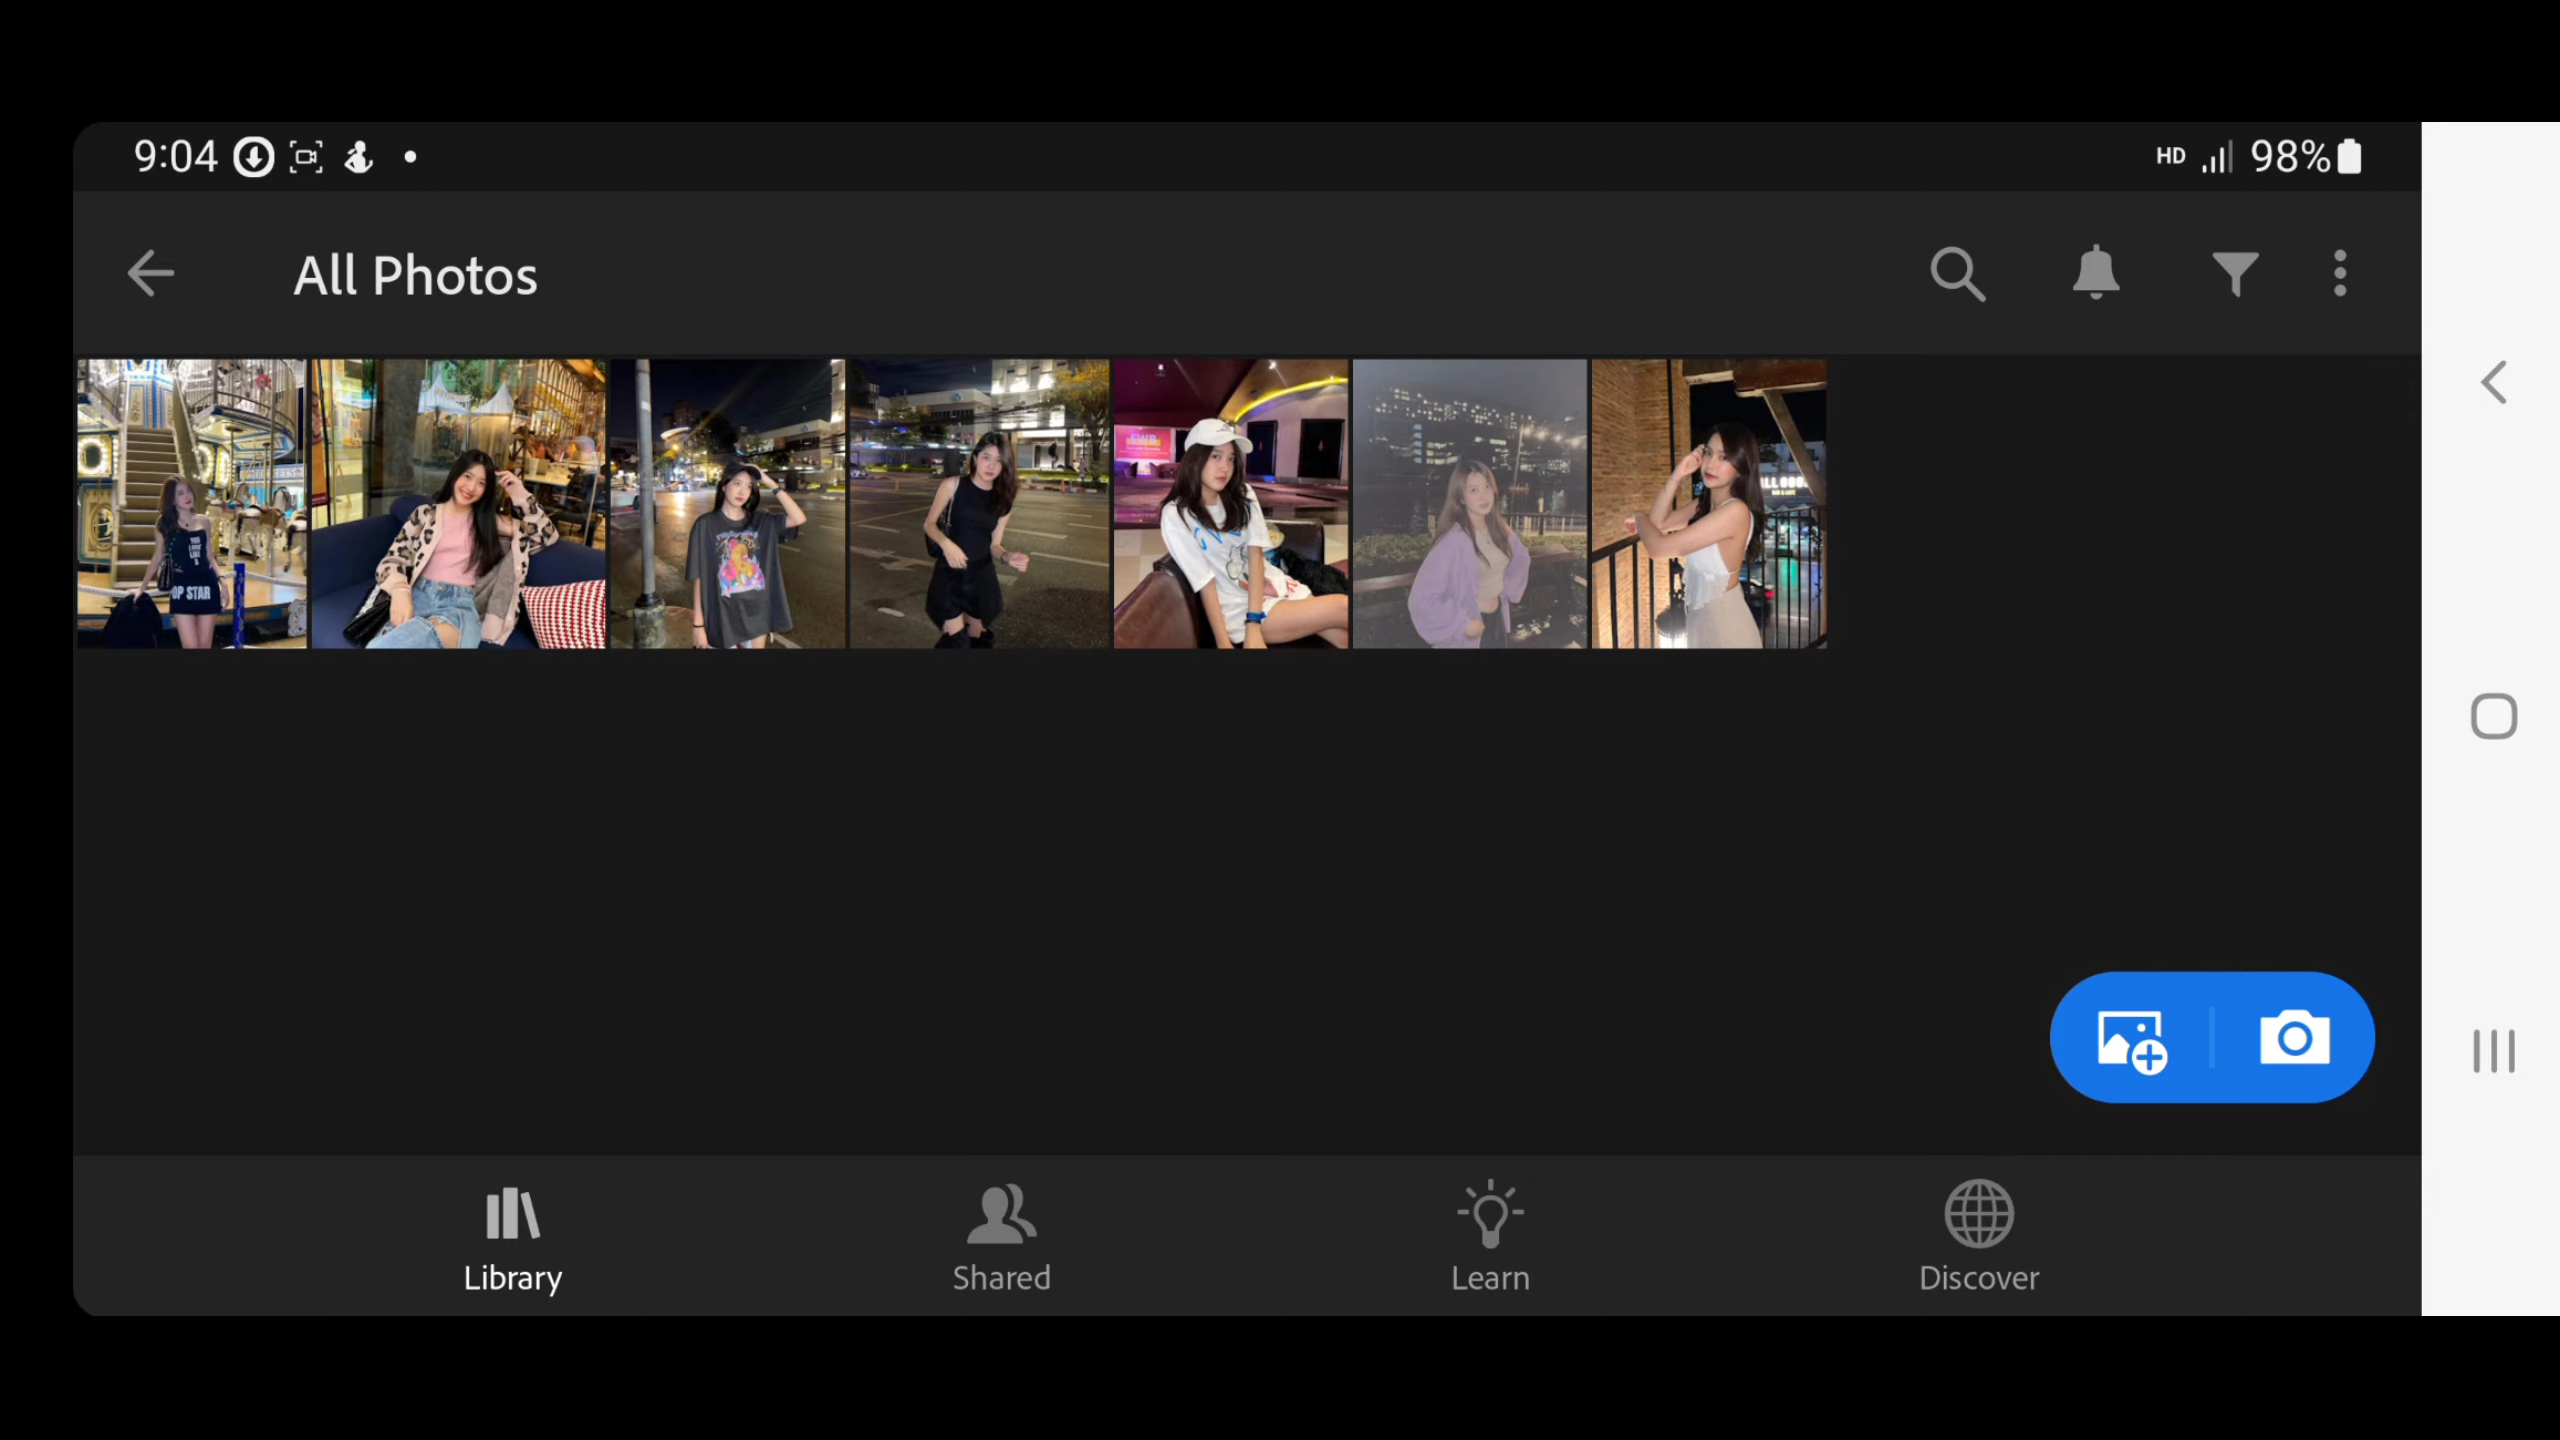 9:04
HD 98%
All Photos
OP STAR
Library
Shared
Learn
Discover